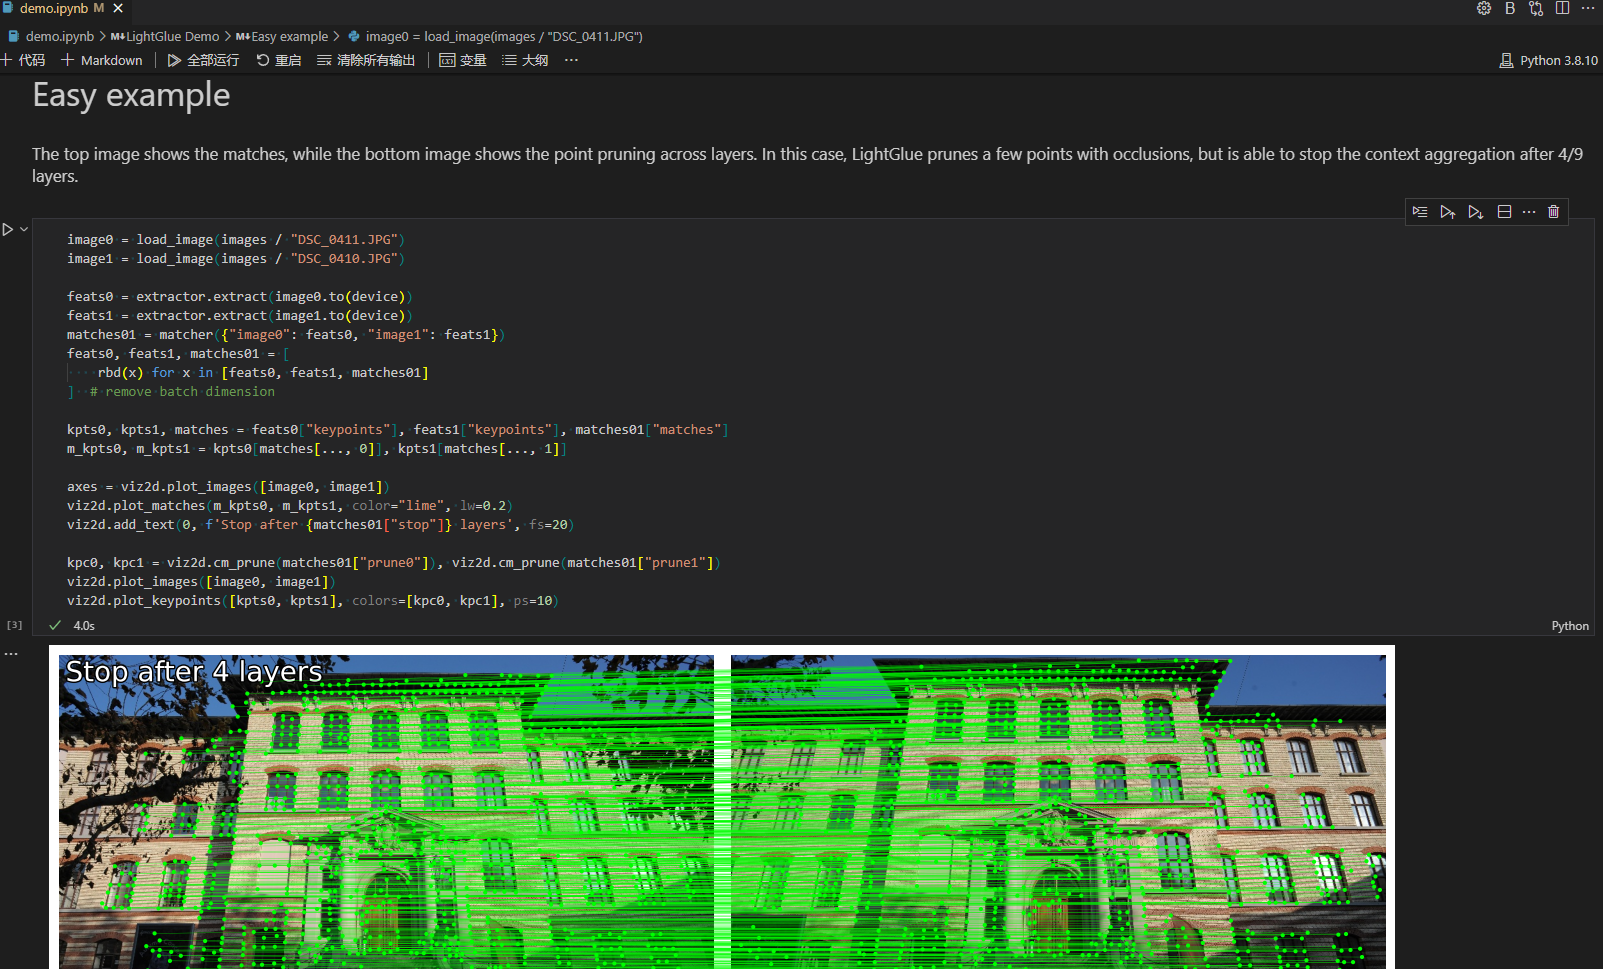 demo.ipynb M
demo.ipynb > M↓LightGlue Demo > M↓Easy example > image0 = load_image(images / "DSC_0411.JPG")
+ 代码 + Markdown | 全部运行 重启 清除所有输出 | 变量 大纲 ··· Python 3.8.10
Easy example
The top image shows the matches, while the bottom image shows the point pruning across layers. In this case, LightGlue prunes a few points with occlusions, but is able to stop the context aggregation after 4/9
layers.
image0 = load_image(images / "DSC_0411.JPG")
image1 = load_image(images / "DSC_0410.JPG")
feats0 = extractor.extract(image0.to(device))
feats1 = extractor.extract(image1.to(device))
matches01 = matcher({"image0": feats0, "image1": feats1})
feats0, feats1, matches01 = [
    rbd(x) for x in [feats0, feats1, matches01]
]  # remove batch dimension
kpts0, kpts1, matches = feats0["keypoints"], feats1["keypoints"], matches01["matches"]
m_kpts0, m_kpts1 = kpts0[matches[..., 0]], kpts1[matches[..., 1]]
axes = viz2d.plot_images([image0, image1])
viz2d.plot_matches(m_kpts0, m_kpts1, color="lime", lw=0.2)
viz2d.add_text(0, f'Stop after {matches01["stop"]} layers', fs=20)
kpc0, kpc1 = viz2d.cm_prune(matches01["prune0"]), viz2d.cm_prune(matches01["prune1"])
viz2d.plot_images([image0, image1])
viz2d.plot_keypoints([kpts0, kpts1], colors=[kpc0, kpc1], ps=10)
[3] 4.0s Python
Stop after 4 layers